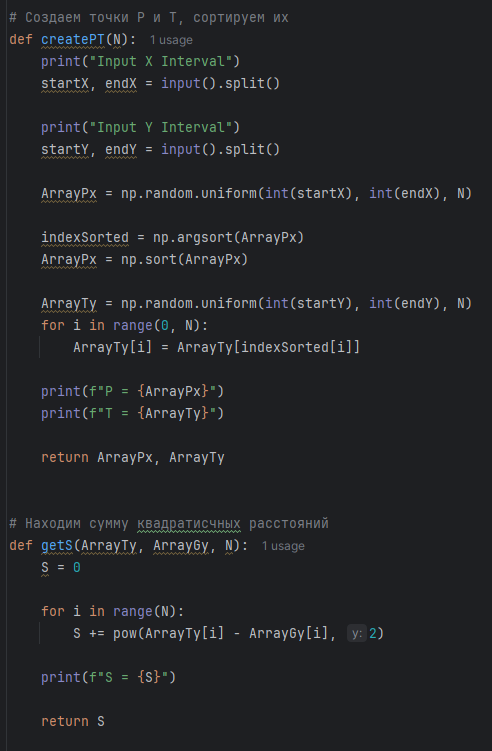 # Создаем точки P и T, сортируем их
def createPT(N): 1 usage
    print("Input X Interval")
    startX, endX = input().split()

    print("Input Y Interval")
    startY, endY = input().split()

    ArrayPx = np.random.uniform(int(startX), int(endX), N)

    indexSorted = np.argsort(ArrayPx)
    ArrayPx = np.sort(ArrayPx)

    ArrayTy = np.random.uniform(int(startY), int(endY), N)
    for i in range(0, N):
        ArrayTy[i] = ArrayTy[indexSorted[i]]

    print(f"P = {ArrayPx}")
    print(f"T = {ArrayTy}")

    return ArrayPx, ArrayTy

# Находим сумму квадратисчных расстояний
def getS(ArrayTy, ArrayGy, N): 1 usage
    S = 0

    for i in range(N):
        S += pow(ArrayTy[i] - ArrayGy[i], y: 2)

    print(f"S = {S}")

    return S